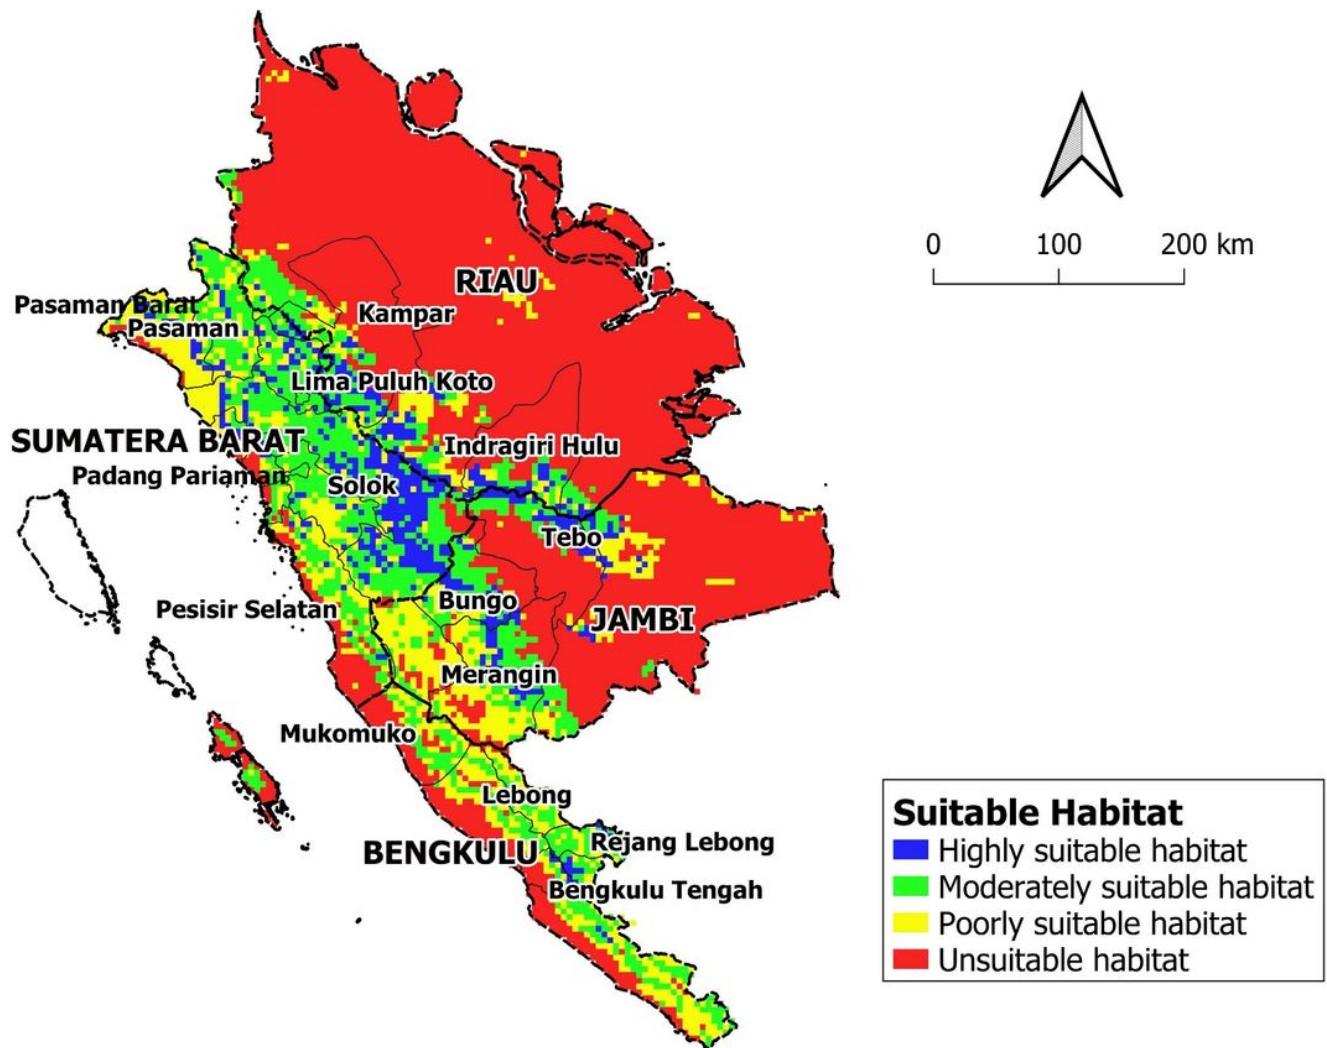 0 100 200 km
RIAU
Pasaman Barat
Kampar
Pasaman
Lima Puluh Koto
SUMATERA BARAT
Indragiri Hulu
Padang Pariaman
Solok
Tebo
Bungo
Pesisir Selatan
JAMBI
Merangin
Mukomuko
Lebong
Rejang Lebong
BENGKULU
Bengkulu Tengah
Suitable Habitat
Highly suitable habitat
Moderately suitable habitat
Poorly suitable habitat
Unsuitable habitat